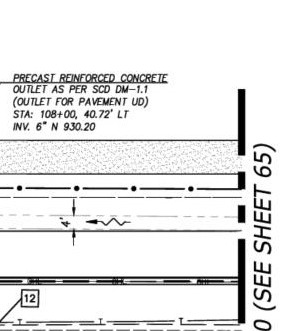 PRECAST REINFORCED CONCRETE
OUTLET AS PER SCD DM-1.1
(OUTLET FOR PAVEMENT UD)
STA: 108+00, 40.72' LT
INV. 6" N 930.20
4'
12
T T T
0 (SEE SHEET 65)